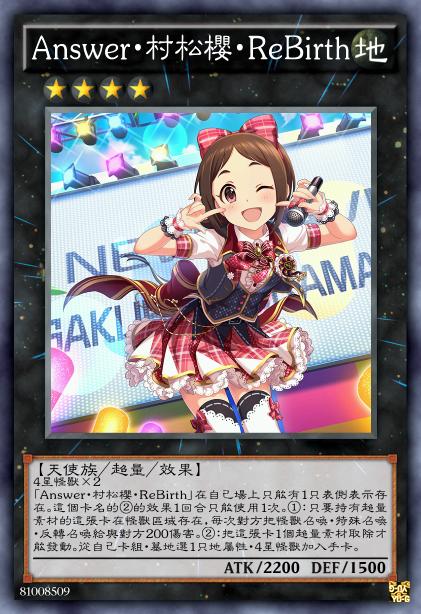 Answer・村松櫻・ReBirth 地
NE
HAKU
AMA
【天使族/超量/效果】
4星怪獸×2
「Answer・村松櫻・ReBirth」在自己場上只能有1只表側表示存
在。這個卡名的②的效果1回合只能使用1次。①:只要持有超量
素材的這張卡在怪獸區域存在,每次對方把怪獸召喚・特殊召喚
・反轉召喚給與對方200傷害。②:把這張卡1個超量素材取除才
能發動。從自己卡組・墓地選1只地屬性・4星怪獸加入手卡。
ATK/2200 DEF/1500
81008509